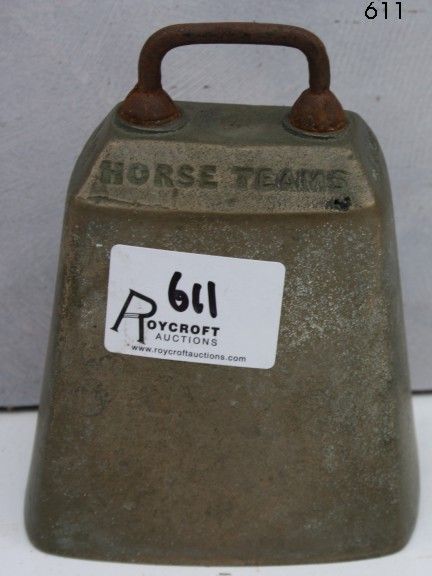 611
HORSE TEAMS
611
ROYCROFT
AUCTIONS
www.roycroftauctions.com